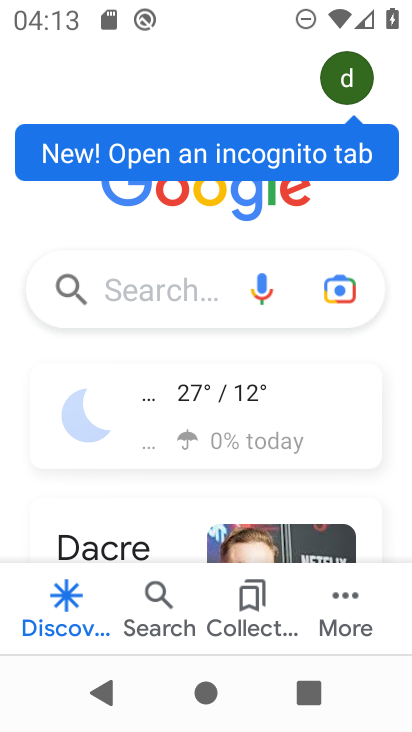 04:13
d
New! Open an incognito tab
Google
Search...
... 27° / 12°
... 0% today
Dacre
NETFLIX
Discov...
Search
Collect...
More